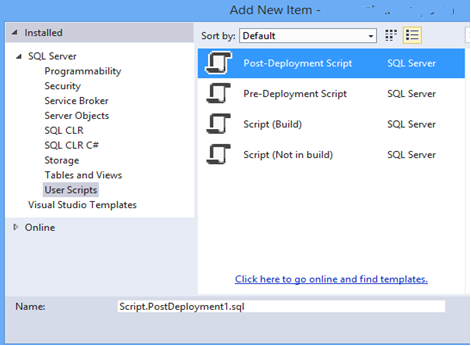 Add New Item -
Installed
SQL Server
Programmability
Security
Service Broker
Server Objects
SQL CLR
SQL CLR C#
Storage
Tables and Views
User Scripts
Visual Studio Templates
Online
Sort by: Default
Post-Deployment Script SQL Server
Pre-Deployment Script SQL Server
Script (Build) SQL Server
Script (Not in build) SQL Server
Click here to go online and find templates.
Name: Script.PostDeployment1.sql